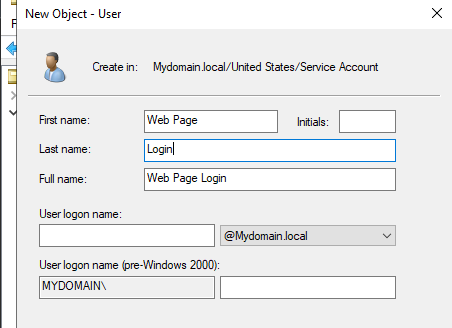 New Object - User
Create in: Mydomain.local/United States/Service Account
First name: Web Page Initials:
Last name: Login
Full name: Web Page Login
User logon name:
@Mydomain.local
User logon name (pre-Windows 2000):
MYDOMAIN\